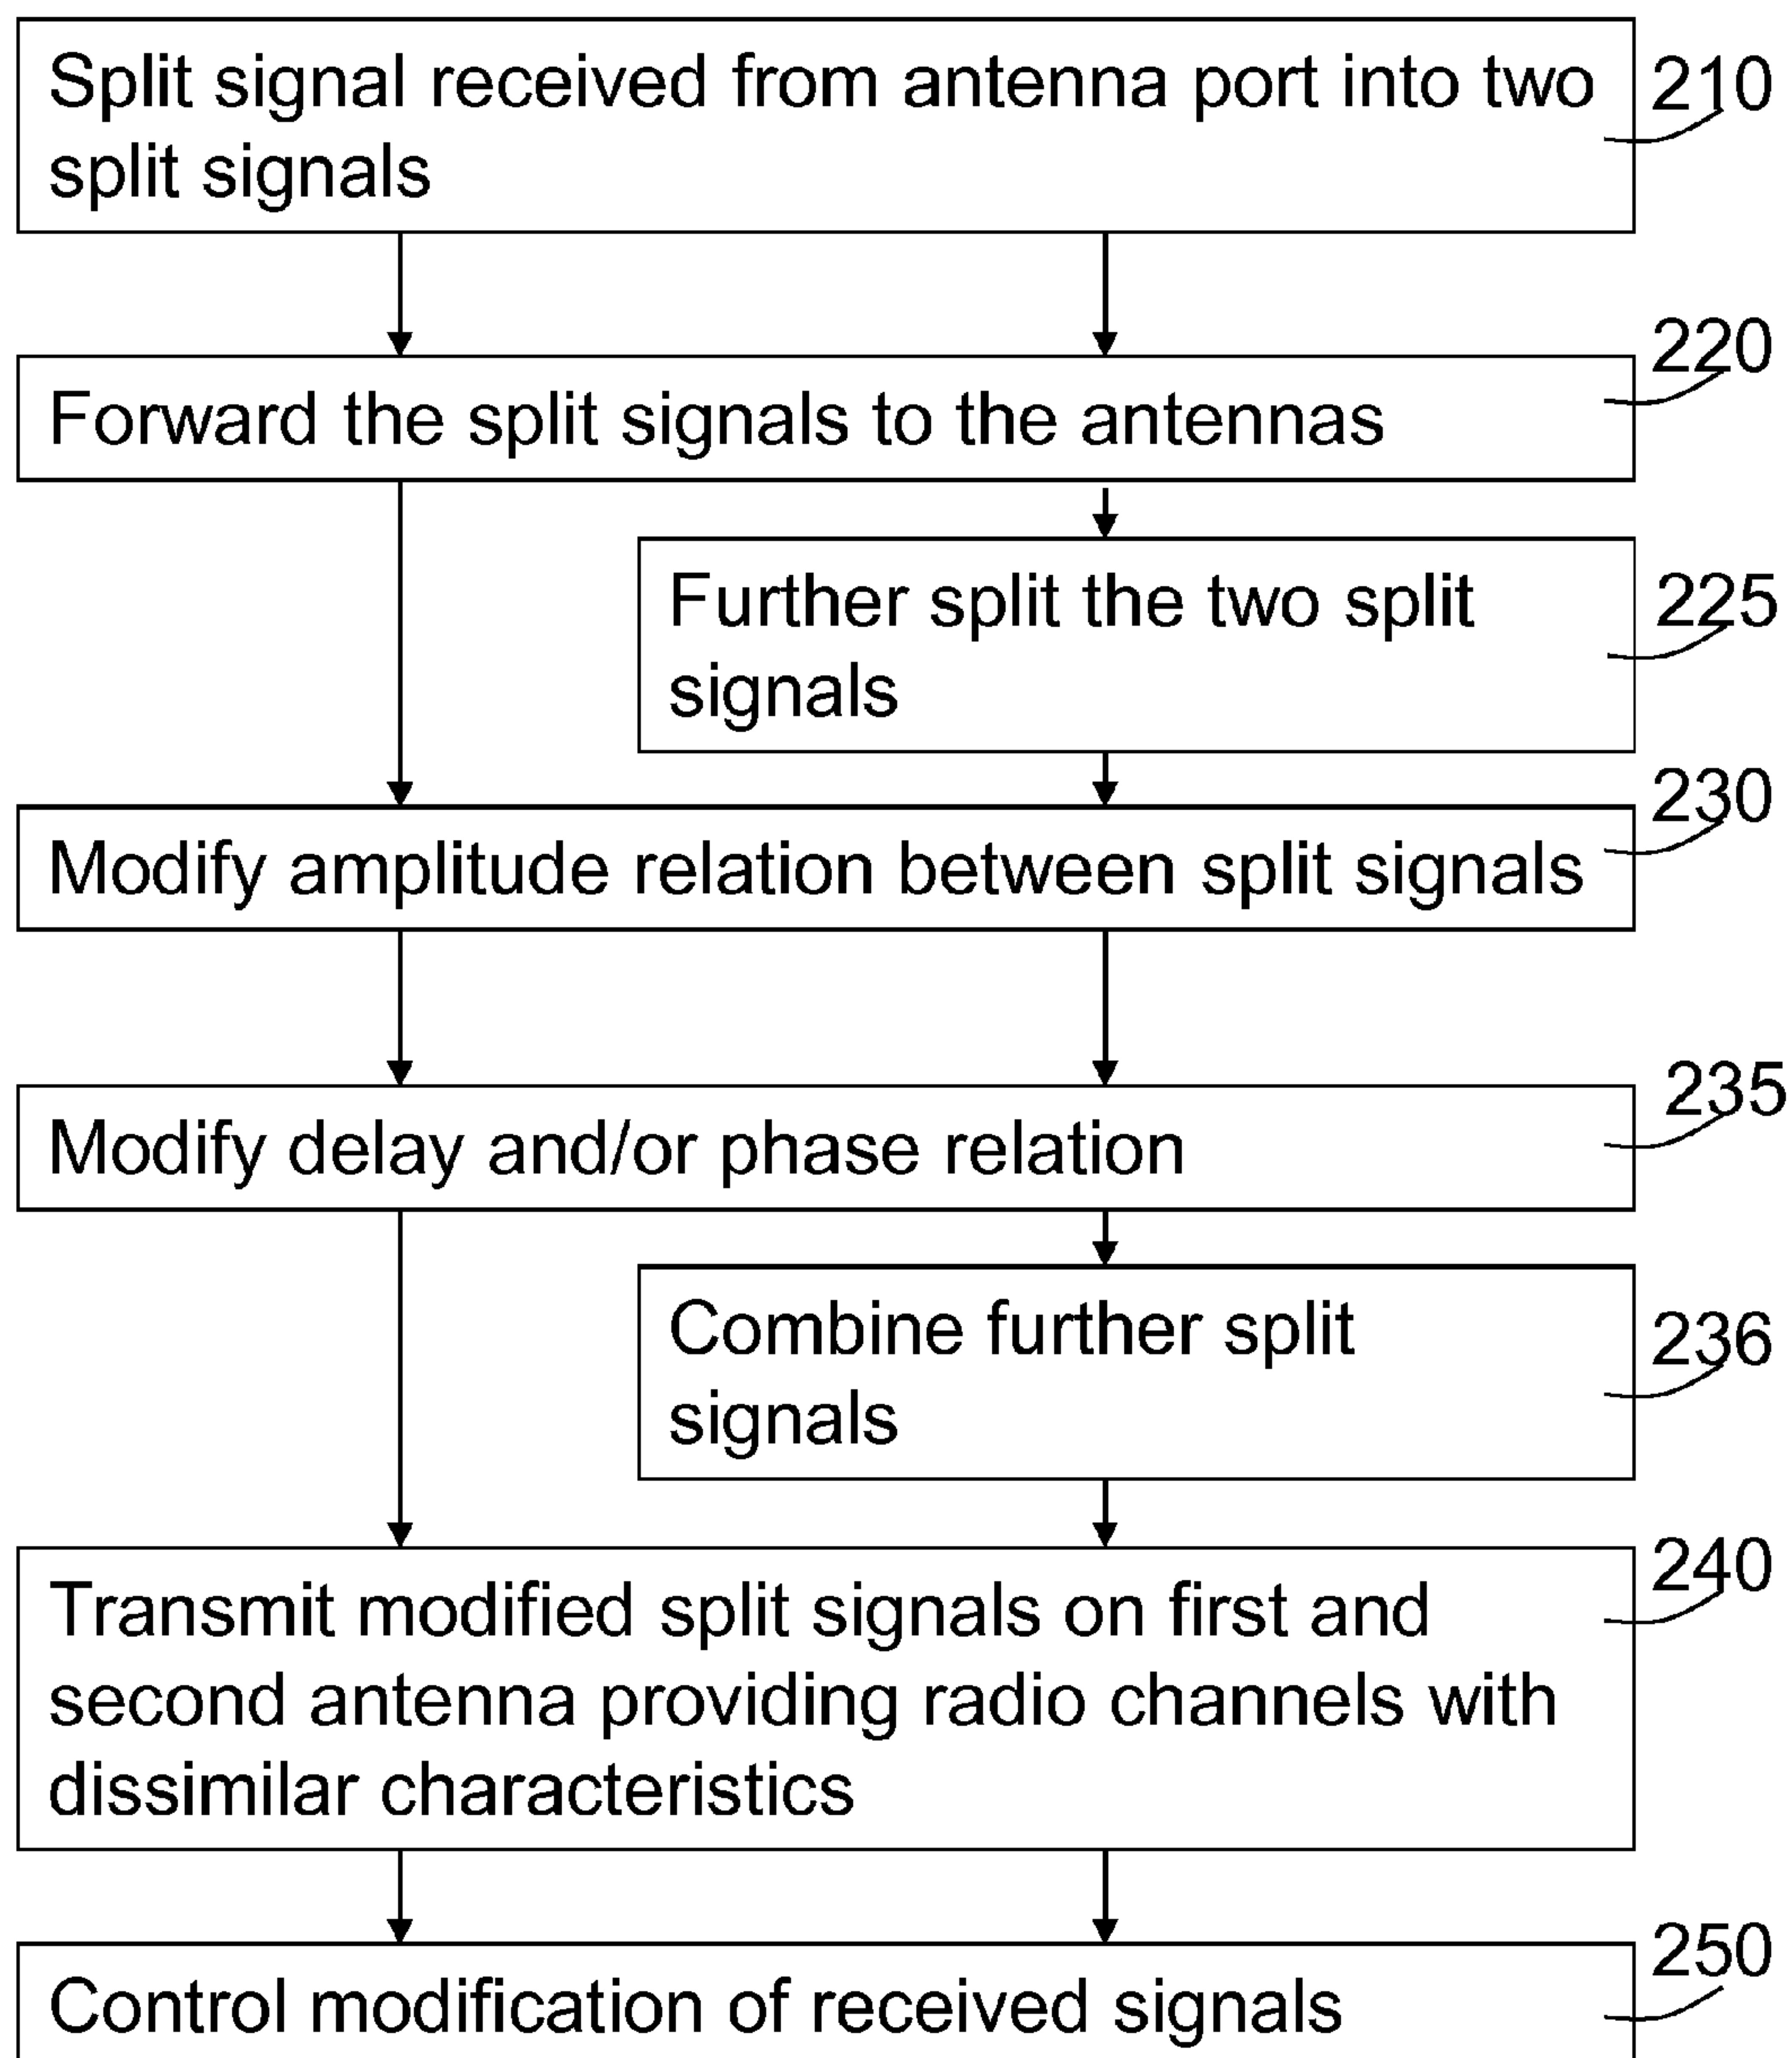 Split signal received from antenna port into two
split signals
210
Forward the split signals to the antennas
220
Further split the two split
signals
225
Modify amplitude relation between split signals
230
Modify delay and/or phase relation
235
Combine further split
signals
236
Transmit modified split signals on first and
second antenna providing radio channels with
dissimilar characteristics
240
Control modification of received signals
250